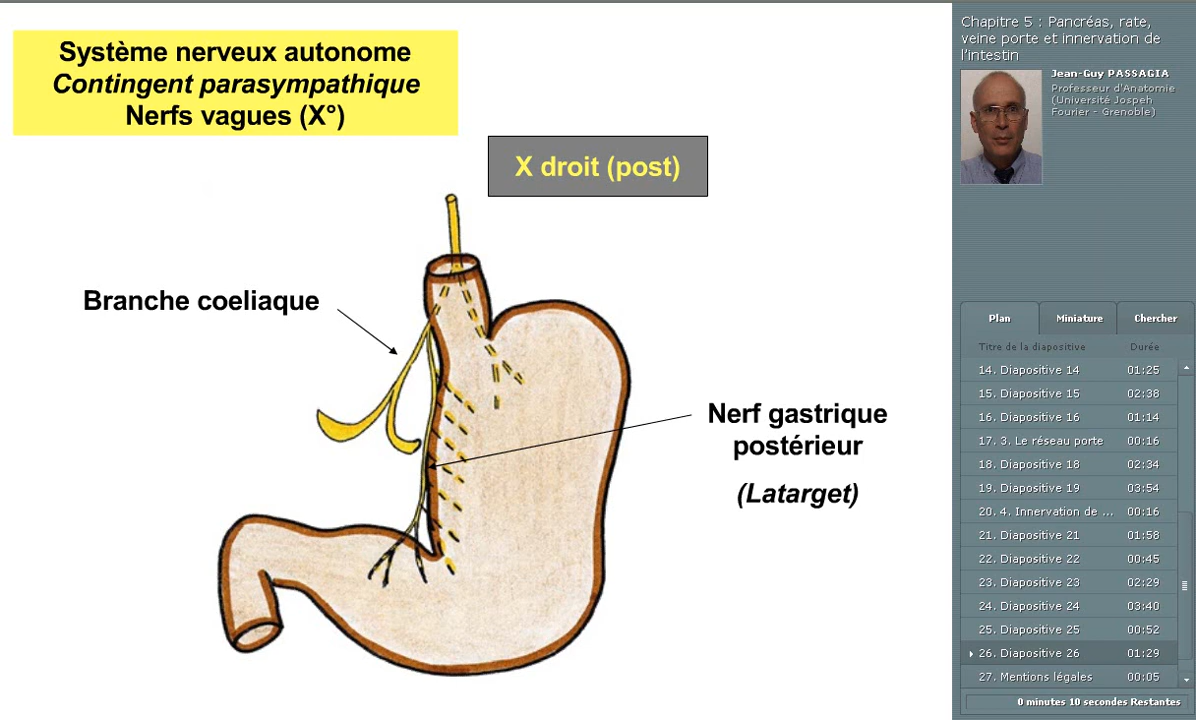 Système nerveux autonome
Contingent parasympathique
Nerfs vagues (X°)
X droit (post)
Branche coeliaque
Nerf gastrique
postérieur
(Latarget)
Chapitre 5 : Pancréas, rate,
veine porte et innervation de
l'intestin
Jean-Guy PASSAGIA
Professeur d'Anatomie
(Université Jospeh
Fourier - Grenoble)
Plan Miniature Chercher
Titre de la diapositive Durée
14. Diapositive 14 01:25
15. Diapositive 15 02:38
16. Diapositive 16 01:14
17. 3. Le réseau porte 00:16
18. Diapositive 18 02:34
19. Diapositive 19 03:54
20. 4. Innervation de ... 00:16
21. Diapositive 21 01:58
22. Diapositive 22 00:45
23. Diapositive 23 02:29
24. Diapositive 24 03:40
25. Diapositive 25 00:52
26. Diapositive 26 01:29
27. Mentions légales 00:05
0 minutes 10 secondes Restantes